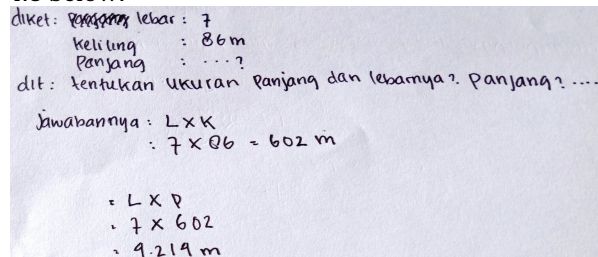 diket: lebar : 7
keliling : 86 m
Panjang : ...?
dit: tentukan ukuran Panjang dan lebarnya? Panjang? ....
Jawabannya : L x K
: 7 x 86 = 602 m
= L x P
: 7 x 602
= 9.219 m